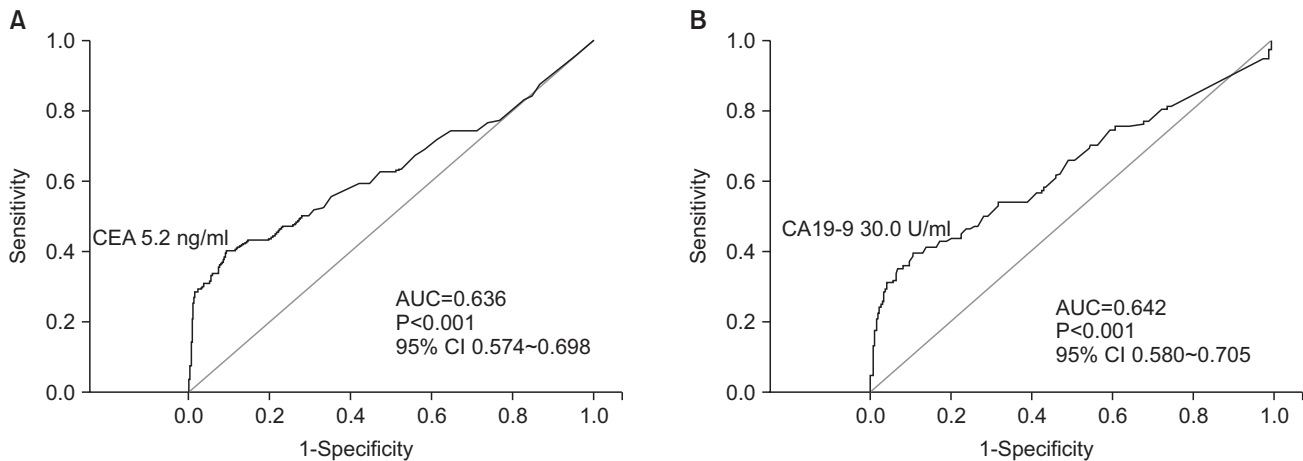 A
1.0
0.8
0.6
0.4
0.2
0.0
Sensitivity
CEA 5.2 ng/ml
AUC=0.636
P<0.001
95% CI 0.574~0.698
0.0 0.2 0.4 0.6 0.8 1.0
1-Specificity
B
1.0
0.8
0.6
0.4
0.2
0.0
Sensitivity
CA19-9 30.0 U/ml
AUC=0.642
P<0.001
95% CI 0.580~0.705
0.0 0.2 0.4 0.6 0.8 1.0
1-Specificity